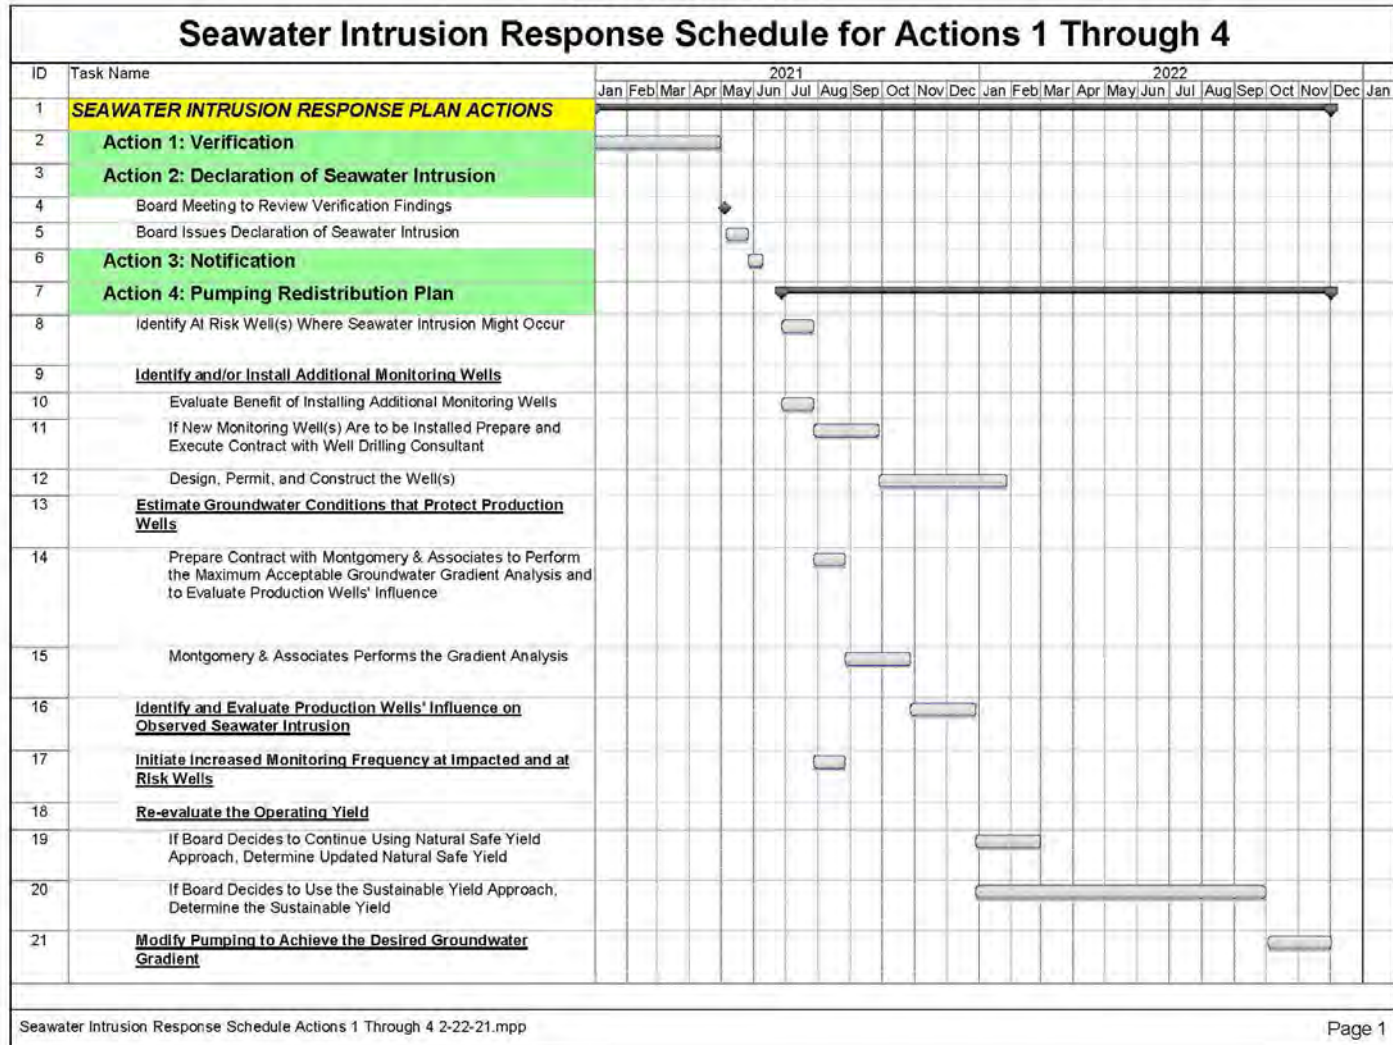 Seawater Intrusion Response Schedule for Actions 1 Through 4
ID Task Name 2021 2022
Jan Feb Mar Apr May Jun Jul Aug Sep Oct Nov Dec Jan Feb Mar Apr May Jun Jul Aug Sep Oct Nov Dec Jan
1 SEAWATER INTRUSION RESPONSE PLAN ACTIONS
2 Action 1: Verification
3 Action 2: Declaration of Seawater Intrusion
4 Board Meeting to Review Verification Findings
5 Board Issues Declaration of Seawater Intrusion
6 Action 3: Notification
7 Action 4: Pumping Redistribution Plan
8 Identify At Risk Well(s) Where Seawater Intrusion Might Occur
9 Identify and/or Install Additional Monitoring Wells
10 Evaluate Benefit of Installing Additional Monitoring Wells
11 If New Monitoring Well(s) Are to be Installed Prepare and
Execute Contract with Well Drilling Consultant
12 Design, Permit, and Construct the Well(s)
13 Estimate Groundwater Conditions that Protect Production
Wells
14 Prepare Contract with Montgomery & Associates to Perform
the Maximum Acceptable Groundwater Gradient Analysis and
to Evaluate Production Wells' Influence
15 Montgomery & Associates Performs the Gradient Analysis
16 Identify and Evaluate Production Wells' Influence on
Observed Seawater Intrusion
17 Initiate Increased Monitoring Frequency at Impacted and at
Risk Wells
18 Re-evaluate the Operating Yield
19 If Board Decides to Continue Using Natural Safe Yield
Approach, Determine Updated Natural Safe Yield
20 If Board Decides to Use the Sustainable Yield Approach,
Determine the Sustainable Yield
21 Modify Pumping to Achieve the Desired Groundwater
Gradient
Seawater Intrusion Response Schedule Actions 1 Through 4 2-22-21.mpp
Page 1